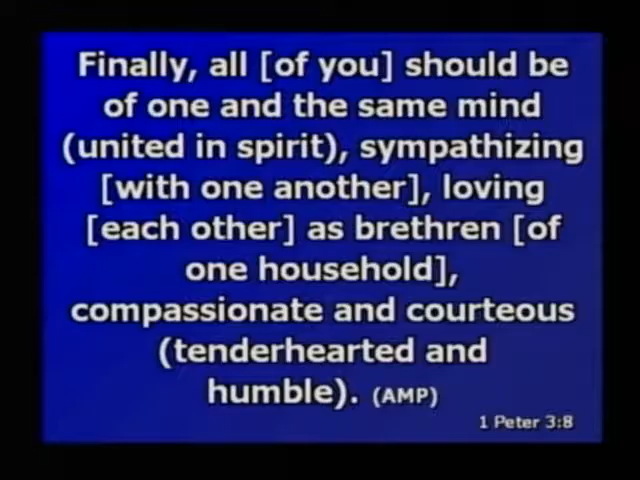 Finally, all [of you] should be
of one and the same mind
(united in spirit), sympathizing
[with one another], loving
[each other] as brethren [of
one household],
compassionate and courteous
(tenderhearted and
humble). (AMP)
1 Peter 3:8